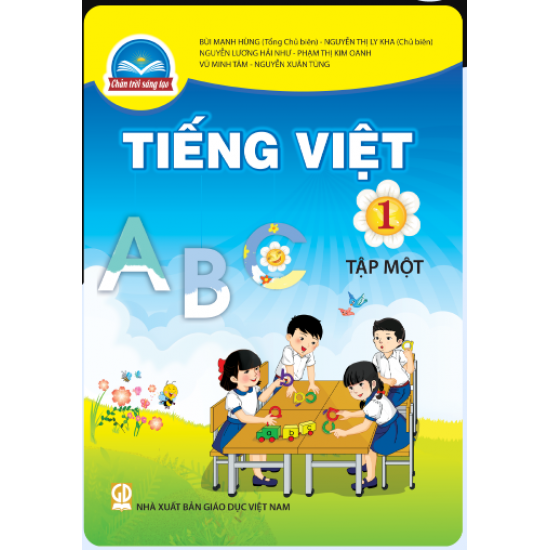 BÙI MẠNH HÙNG (Tổng Chủ biên) - NGUYỄN THỊ LY KHA (Chủ biên)
NGUYỄN LƯƠNG HẢI NHƯ - PHẠM THỊ KIM OANH
VŨ MINH TÂM - NGUYỄN XUÂN TÙNG
Chân trời sáng tạo
TIẾNG VIỆT
1
ABC
TẬP MỘT
GD
NHÀ XUẤT BẢN GIÁO DỤC VIỆT NAM